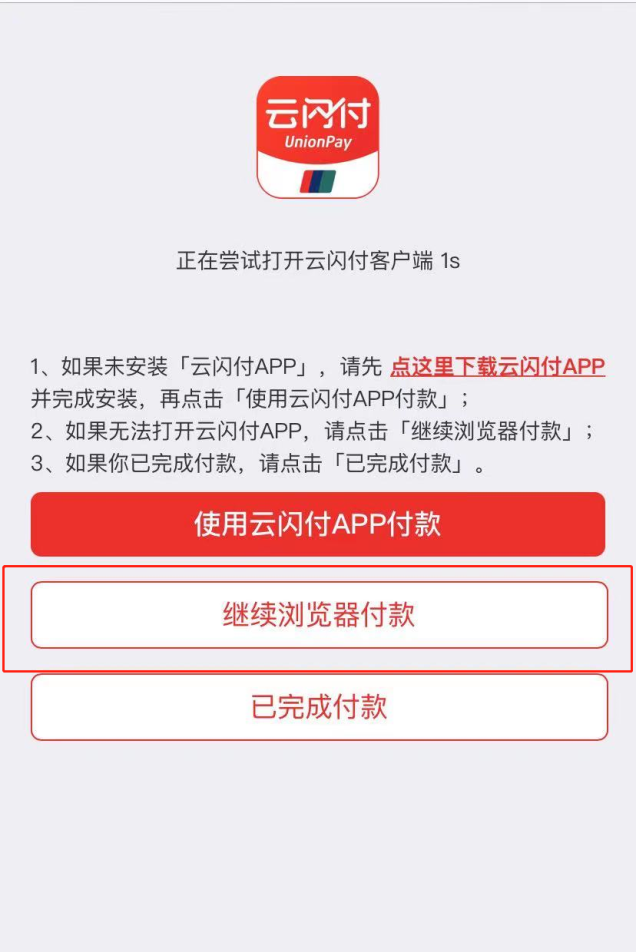 云闪付
UnionPay
正在尝试打开云闪付客户端 1s
1、如果未安装「云闪付APP」，请先 点这里下载云闪付APP
并完成安装，再点击「使用云闪付APP付款」；
2、如果无法打开云闪付APP，请点击「继续浏览器付款」；
3、如果你已完成付款，请点击「已完成付款」。
使用云闪付APP付款
继续浏览器付款
已完成付款